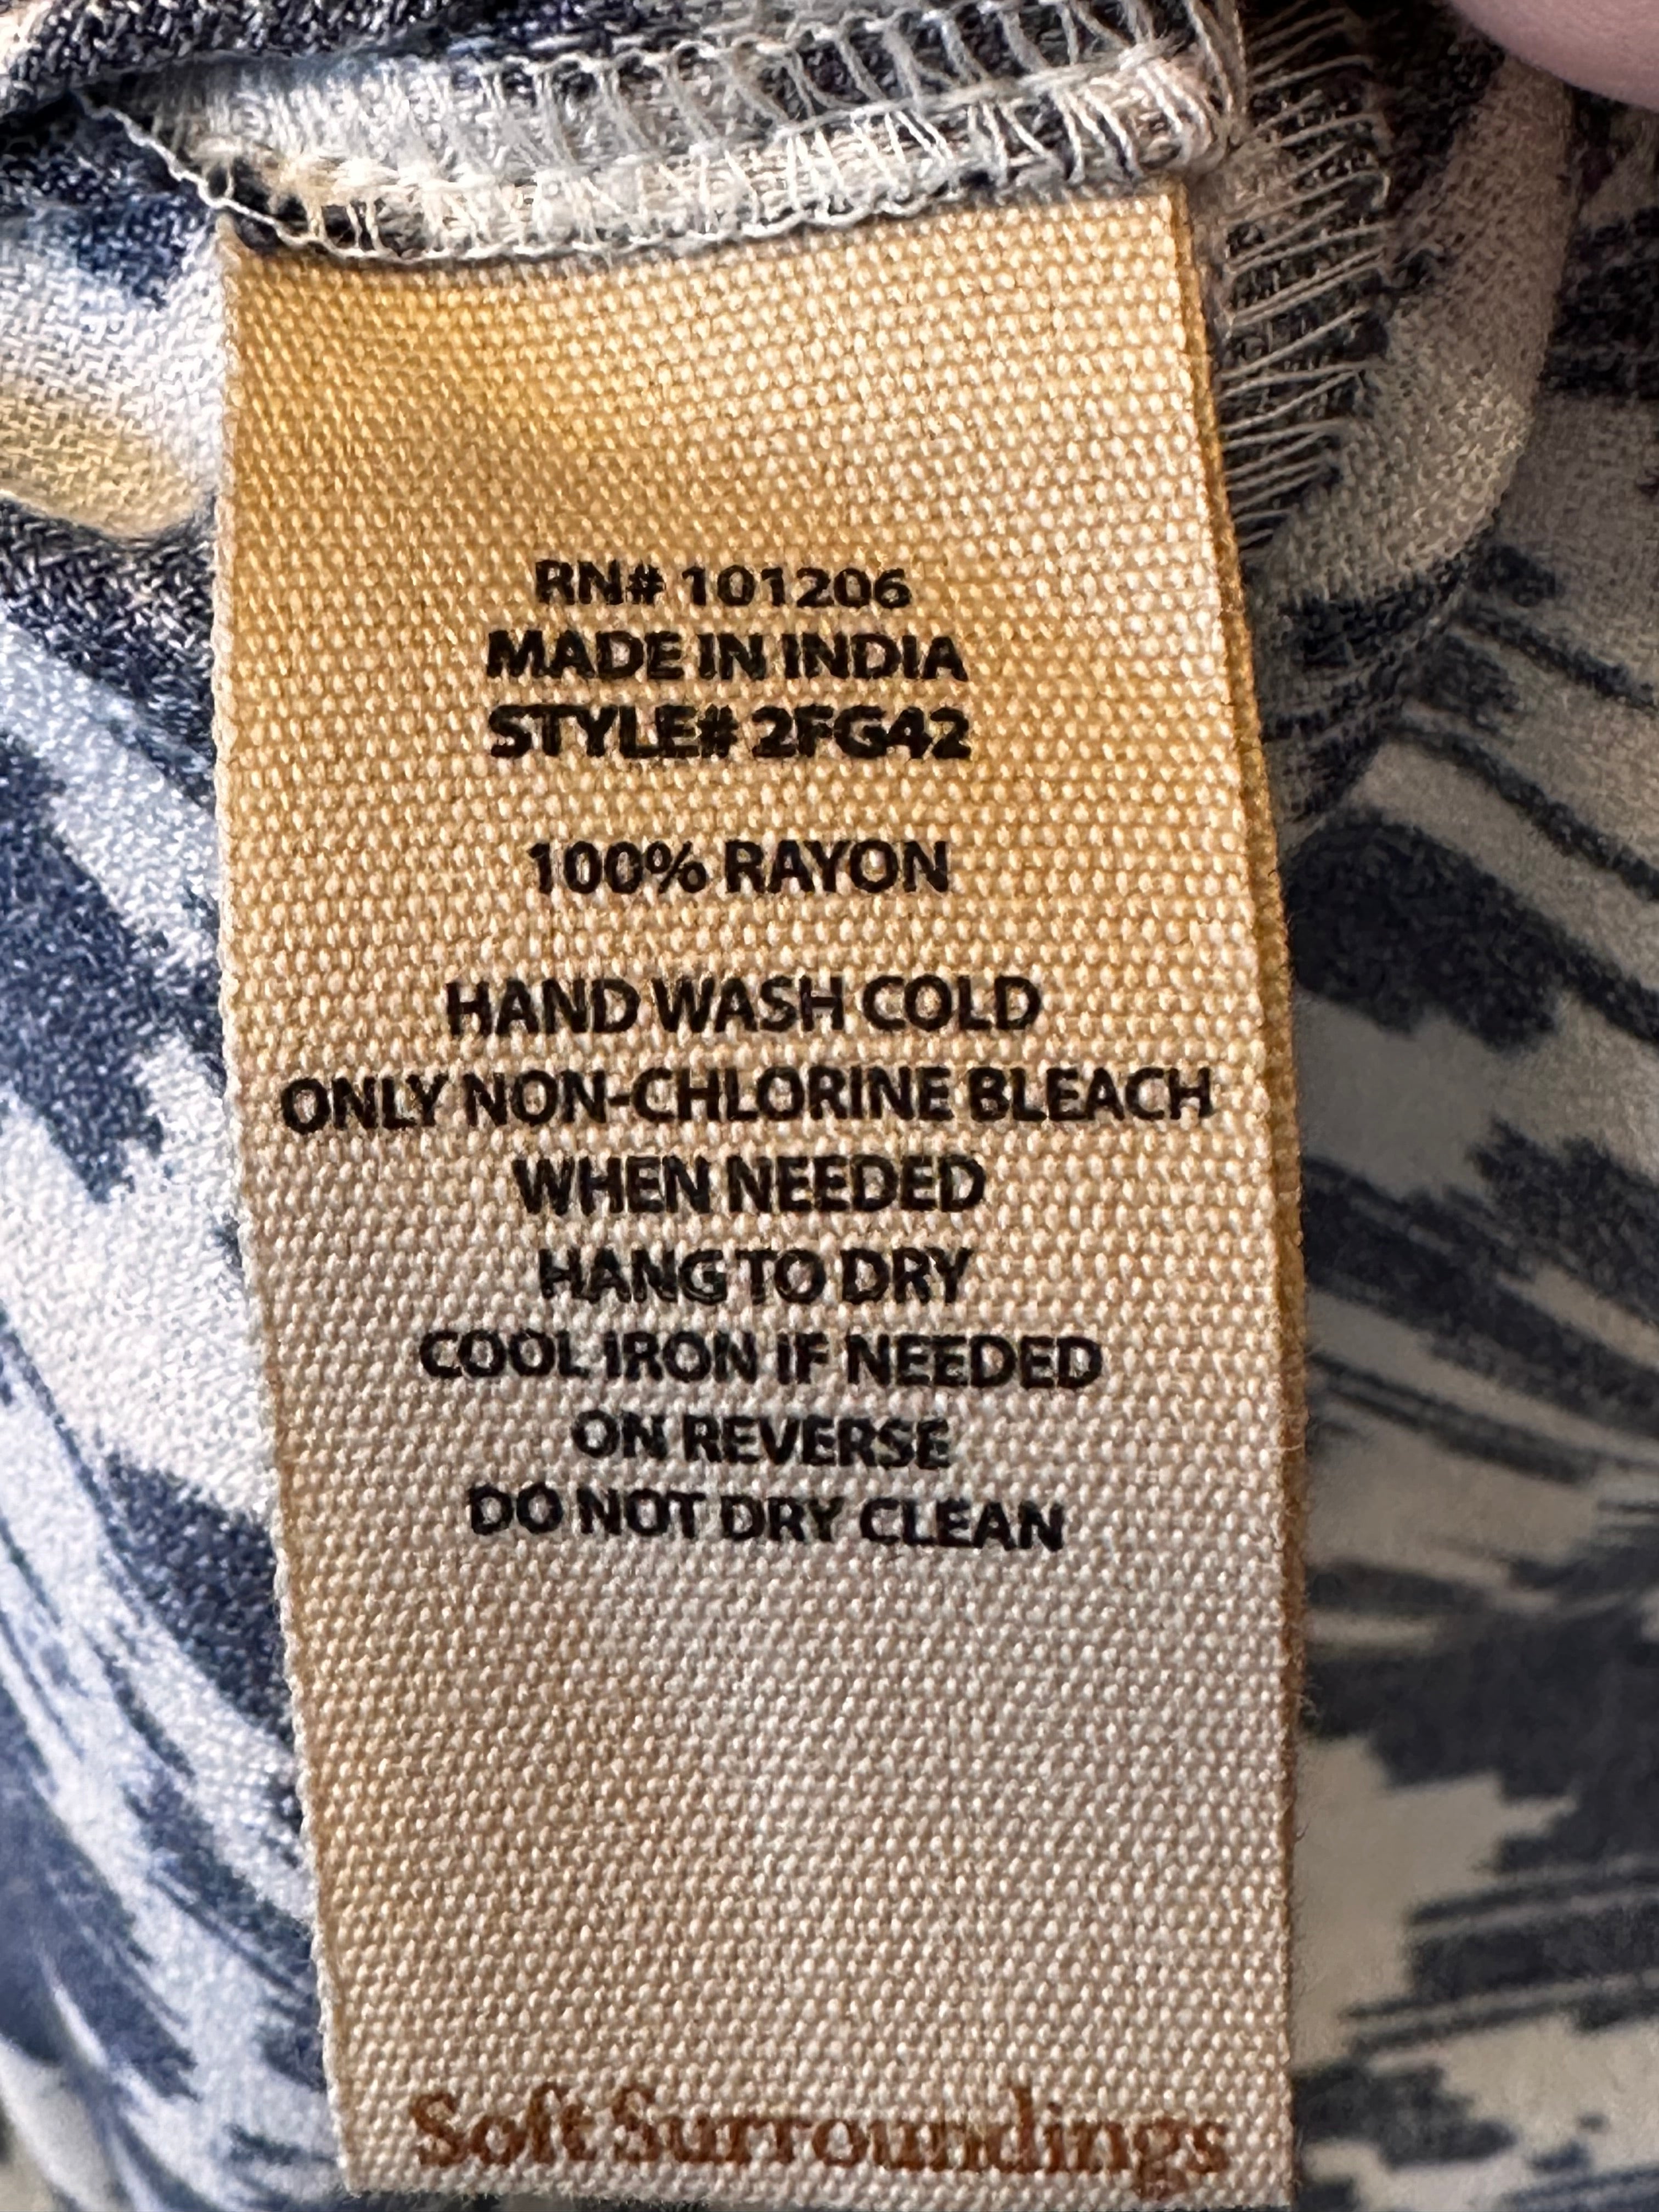 RN# 101206
MADE IN INDIA
STYLE# 2FG42
100% RAYON
HAND WASH COLD
ONLY NON-CHLORINE BLEACH
WHEN NEEDED
HANG TO DRY
COOL IRON IF NEEDED
ON REVERSE
DO NOT DRY CLEAN
Soft Surroundings